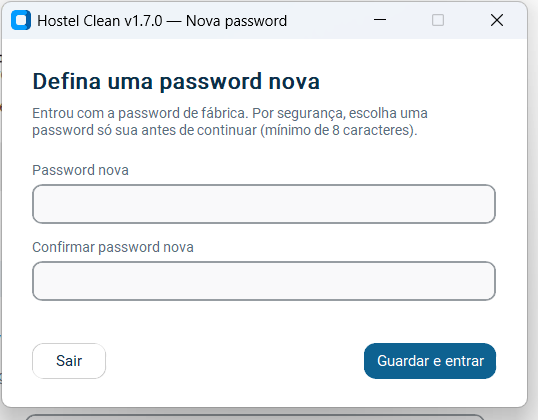 Hostel Clean v1.7.0 — Nova password
Defina uma password nova
Entrou com a password de fábrica. Por segurança, escolha uma
password só sua antes de continuar (mínimo de 8 caracteres).
Password nova
Confirmar password nova
Sair
Guardar e entrar